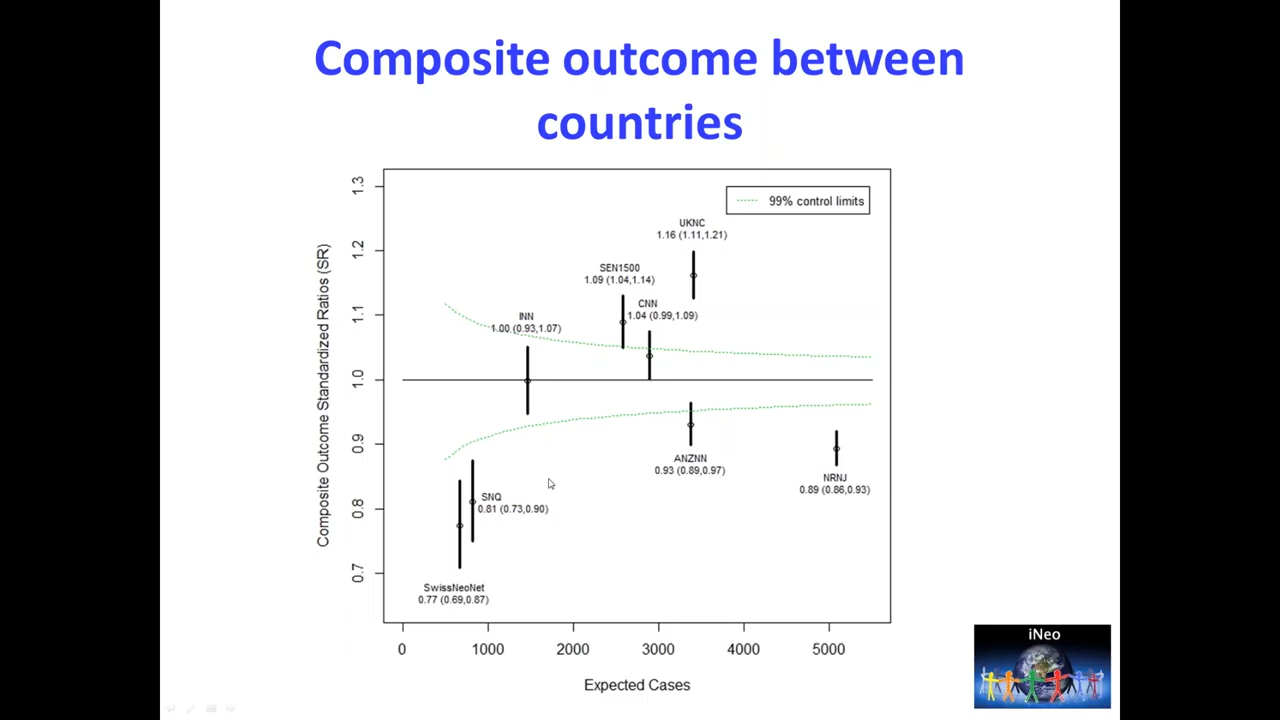 Composite outcome between
countries
99% control limits
UKNC
1.16 (1.11,1.21)
SEN1500
1.09 (1.04,1.14)
CNN
1.04 (0.99,1.09)
INN
1.00 (0.93,1.07)
ANZNN
0.93 (0.89,0.97)
NRNJ
0.89 (0.86,0.93)
SNQ
0.81 (0.73,0.90)
SwissNeoNet
0.77 (0.69,0.87)
Composite Outcome Standardized Ratios (SR)
1.3
1.2
1.1
1.0
0.9
0.8
0.7
0 1000 2000 3000 4000 5000
Expected Cases
iNeo